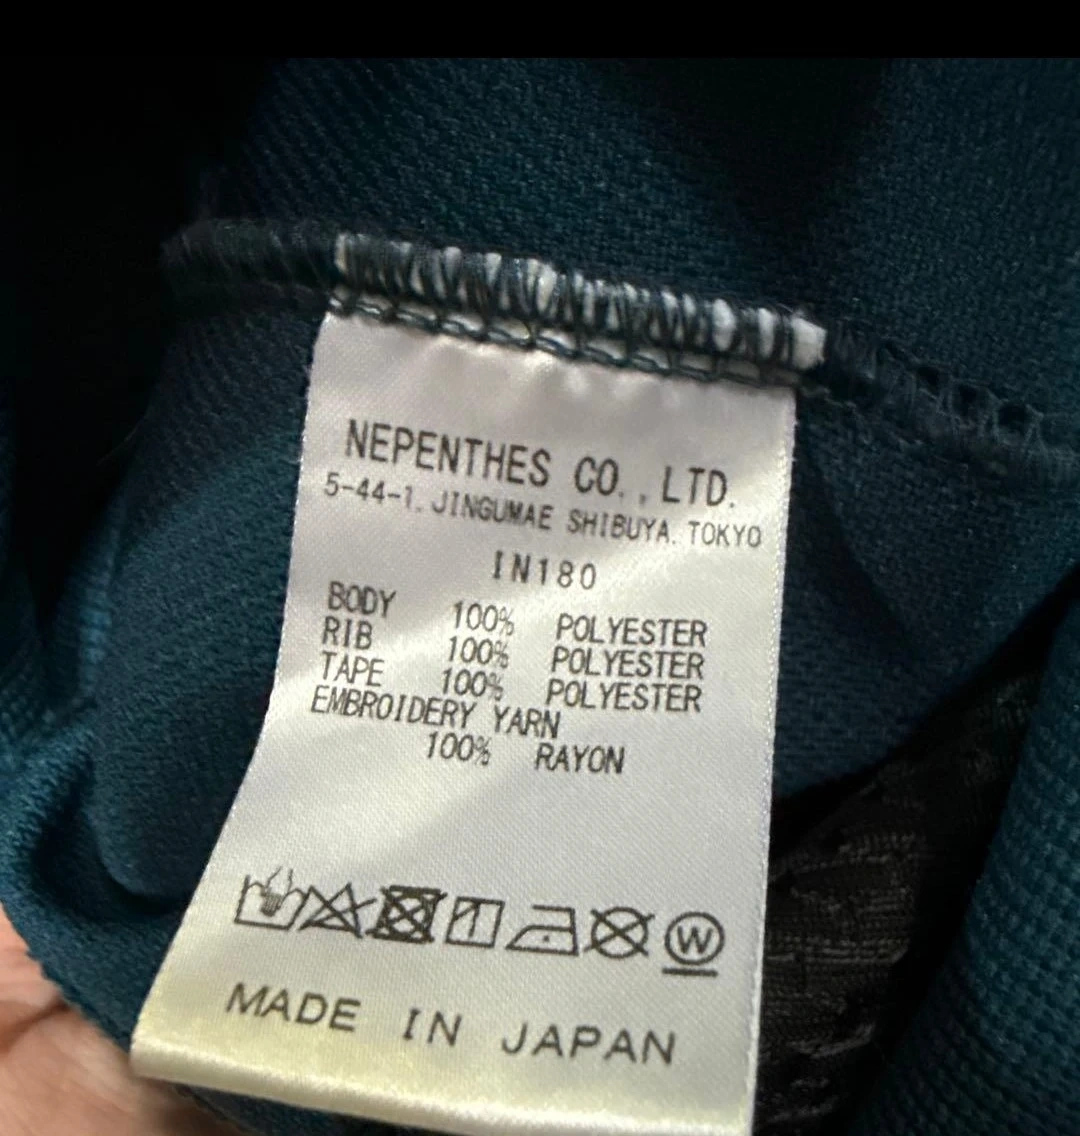 NEPENTHES CO., LTD.
5-44-1, JINGUMAE SHIBUYA, TOKYO
IN180
BODY 100% POLYESTER
RIB 100% POLYESTER
TAPE 100% POLYESTER
EMBROIDERY YARN
100% RAYON
W
MADE IN JAPAN